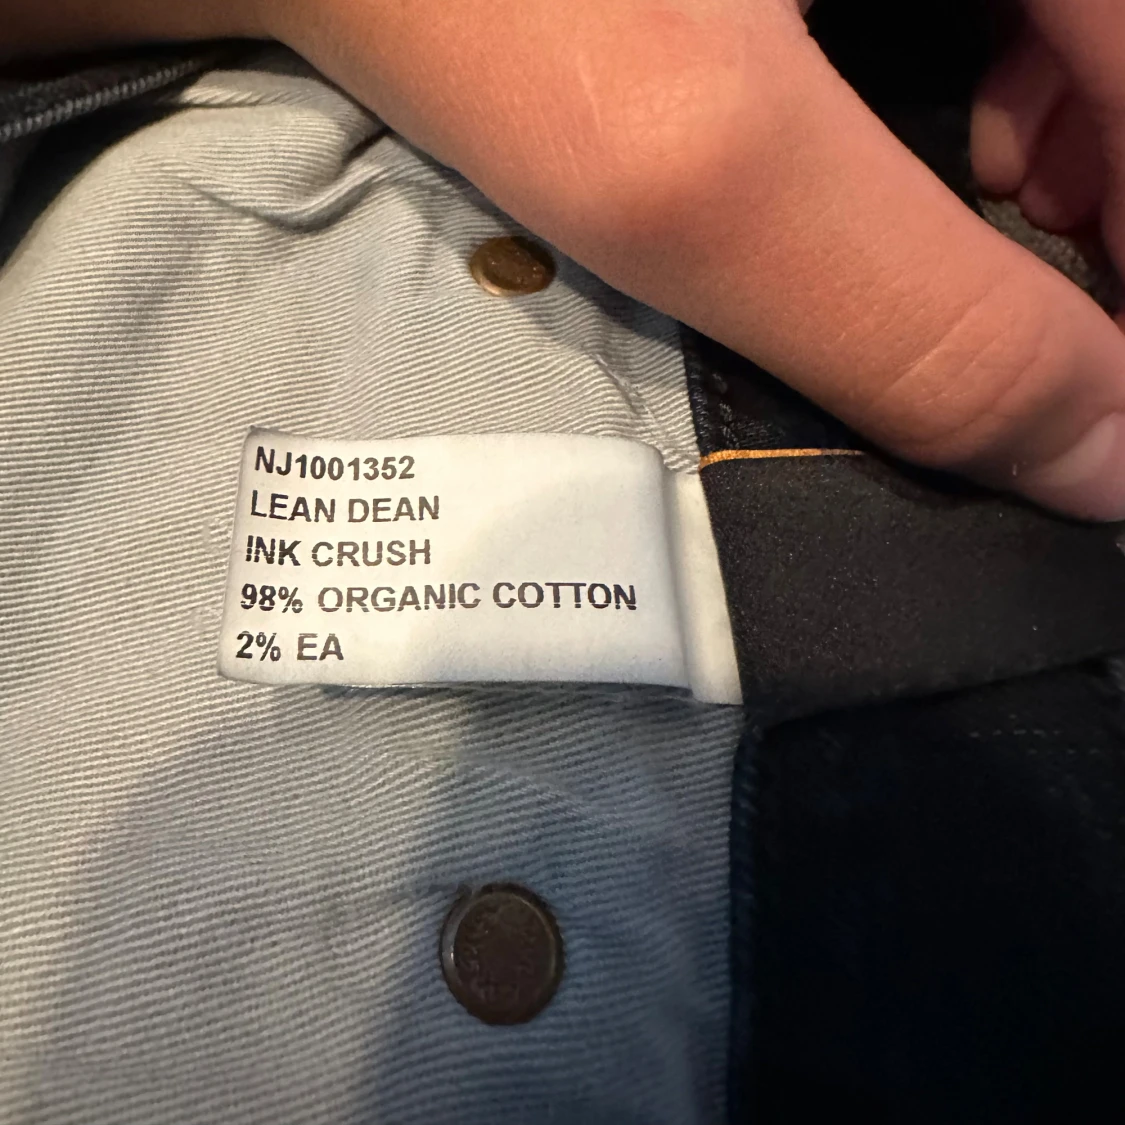 NJ1001352
LEAN DEAN
INK CRUSH
98% ORGANIC COTTON
2% EA